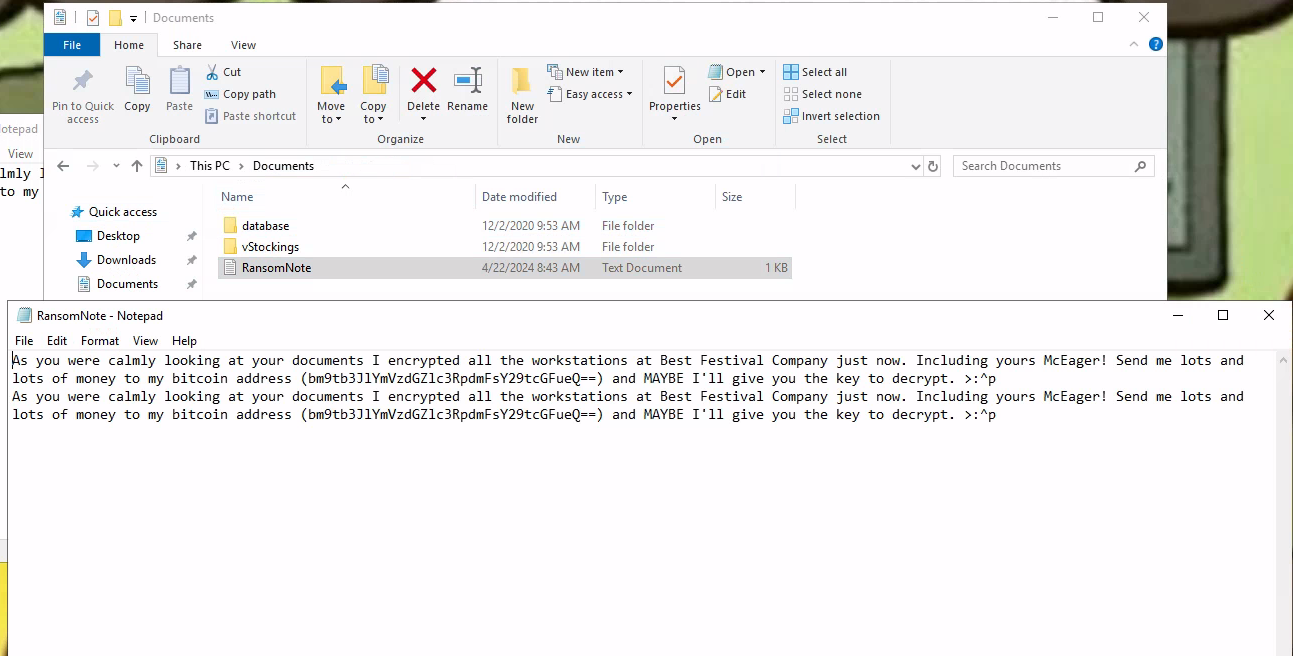 Documents
File Home Share View
Pin to Quick access
Copy
Paste
Cut
Copy path
Paste shortcut
Clipboard
Move to
Copy to
Delete
Rename
Organize
New folder
New item
Easy access
New
Properties
Open
Edit
Open
Select all
Select none
Invert selection
Select
otepad
View
lmly l
to my
This PC > Documents
Search Documents
Quick access
Desktop
Downloads
Documents
Name Date modified Type Size
database 12/2/2020 9:53 AM File folder
vStockings 12/2/2020 9:53 AM File folder
RansomNote 4/22/2024 8:43 AM Text Document 1 KB
RansomNote - Notepad
File Edit Format View Help
As you were calmly looking at your documents I encrypted all the workstations at Best Festival Company just now. Including yours McEager! Send me lots and
lots of money to my bitcoin address (bm9tb3JlYmVzdGZlc3RpdmFsY29tcGFueQ==) and MAYBE I'll give you the key to decrypt. >:^p
As you were calmly looking at your documents I encrypted all the workstations at Best Festival Company just now. Including yours McEager! Send me lots and
lots of money to my bitcoin address (bm9tb3JlYmVzdGZlc3RpdmFsY29tcGFueQ==) and MAYBE I'll give you the key to decrypt. >:^p